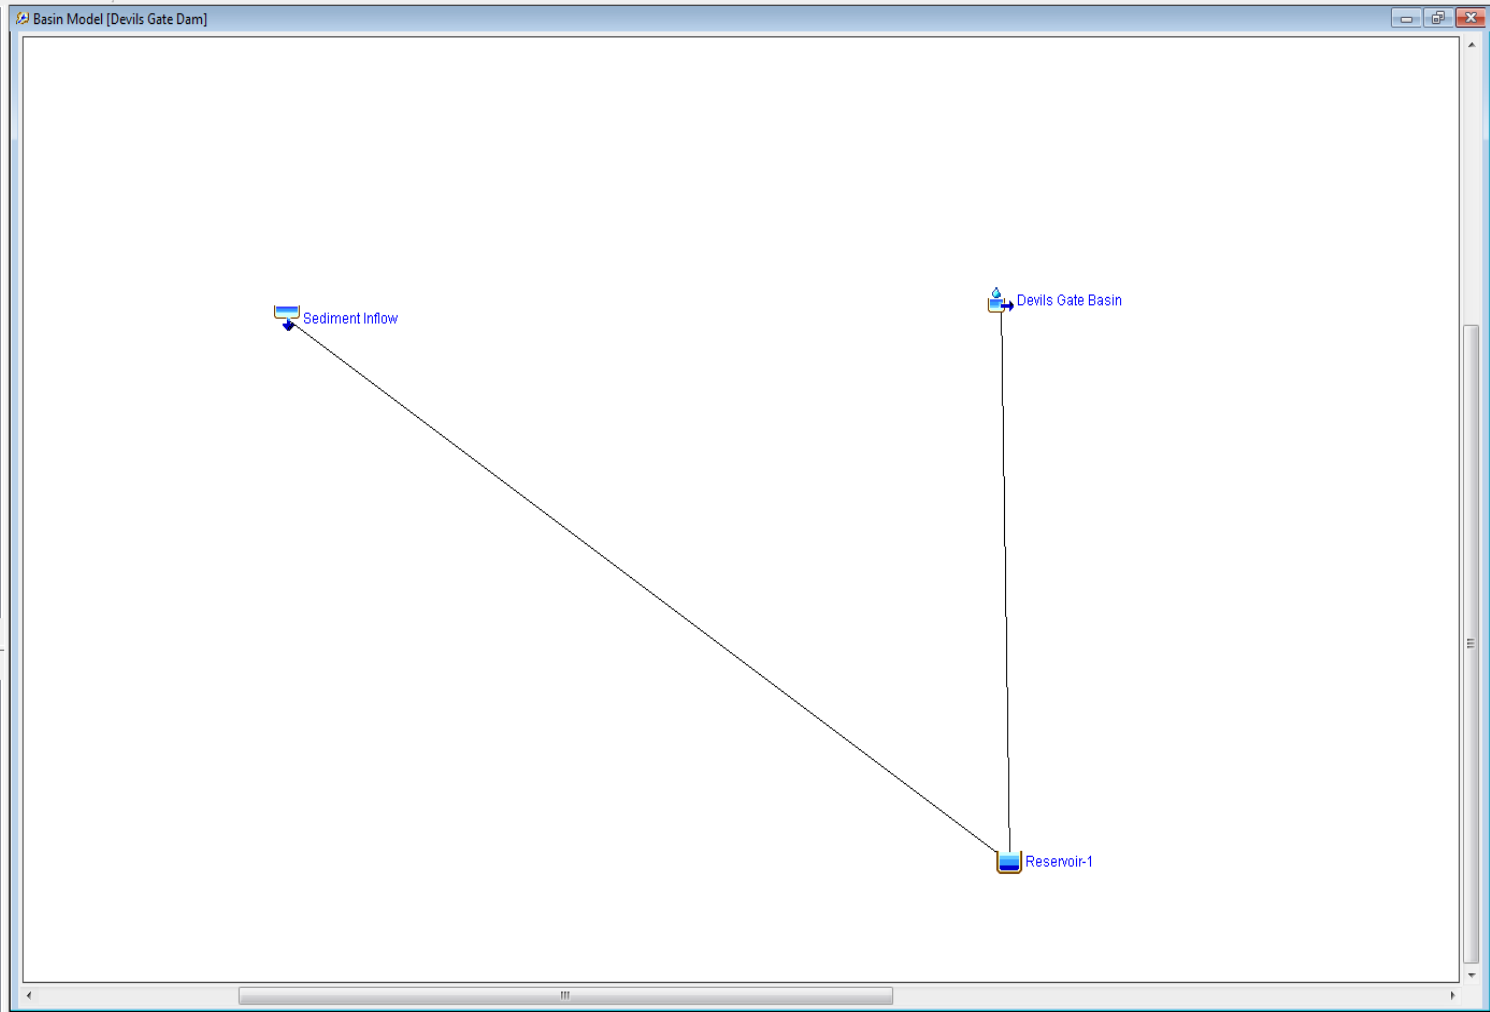 Basin Model [Devils Gate Dam]
Devils Gate Basin
Sediment Inflow
Reservoir-1